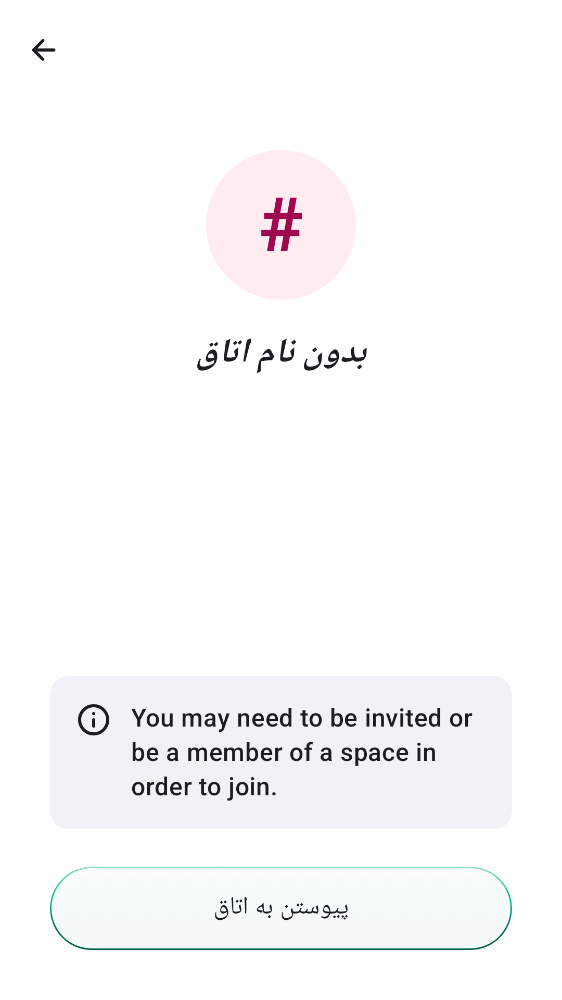 #
بدون نام اتاق
You may need to be invited or
be a member of a space in
order to join.
پیوستن به اتاق